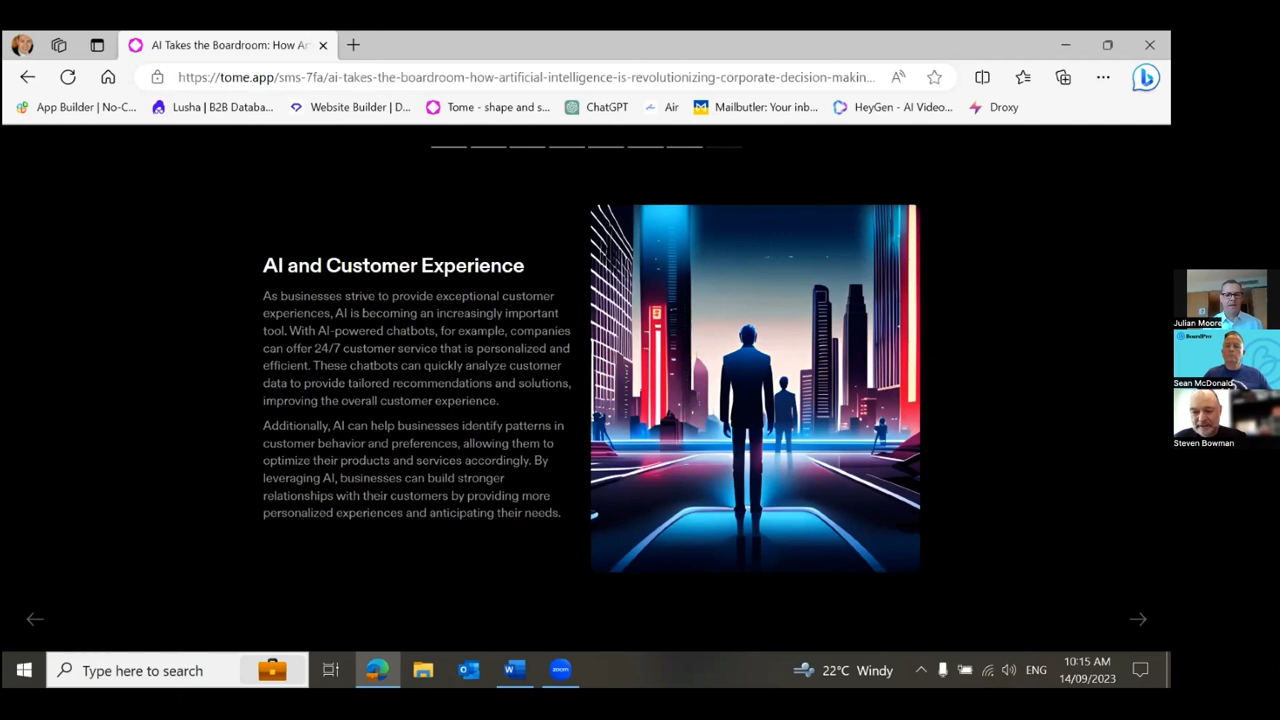 AI Takes the Boardroom: How Ar
https://tome.app/sms-7fa/ai-takes-the-boardroom-how-artificial-intelligence-is-revolutionizing-corporate-decision-makin...
App Builder | No-C... Lusha | B2B Databa... Website Builder | D... Tome - shape and s... ChatGPT Air Mailbutler: Your inb... HeyGen - AI Video... Droxy
AI and Customer Experience
As businesses strive to provide exceptional customer
experiences, AI is becoming an increasingly important
tool. With AI-powered chatbots, for example, companies
can offer 24/7 customer service that is personalized and
efficient. These chatbots can quickly analyze customer
data to provide tailored recommendations and solutions,
improving the overall customer experience.
Additionally, AI can help businesses identify patterns in
customer behavior and preferences, allowing them to
optimize their products and services accordingly. By
leveraging AI, businesses can build stronger
relationships with their customers by providing more
personalized experiences and anticipating their needs.
Julian Moore
BoardPro
Sean McDonald
Steven Bowman
Type here to search
22°C Windy
ENG
10:15 AM
14/09/2023